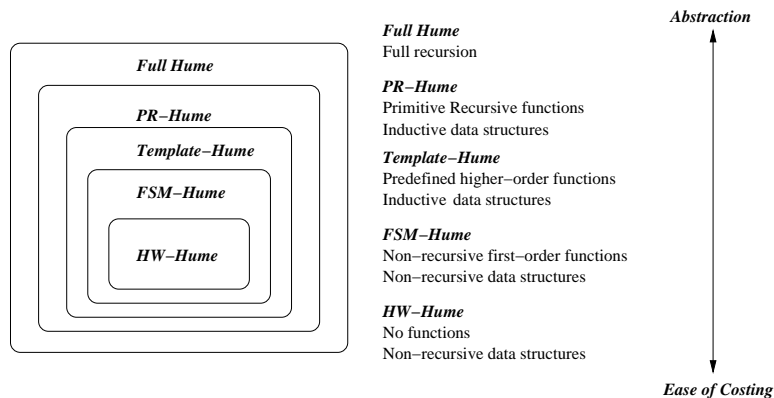 Full Hume
PR−Hume
Template−Hume
FSM−Hume
HW−Hume
Full Hume
Full recursion
PR−Hume
Primitive Recursive functions
Inductive data structures
Template−Hume
Predefined higher−order functions
Inductive data structures
FSM−Hume
Non−recursive first−order functions
Non−recursive data structures
HW−Hume
No functions
Non−recursive data structures
Abstraction
Ease of Costing